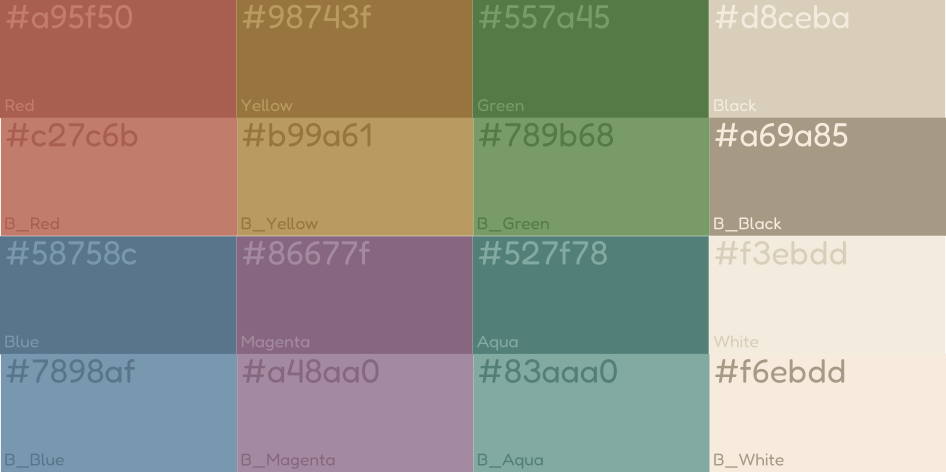 #a95f50
#98743f
#557a45
#d8ceba
Red
Yellow
Green
Black
#c27c6b
#b99a61
#789b68
#a69a85
B_Red
B_Yellow
B_Green
B_Black
#58758c
#86677f
#527f78
#f3ebdd
Blue
Magenta
Aqua
White
#7898af
#a48aa0
#83aaa0
#f6ebdd
B_Blue
B_Magenta
B_Aqua
B_White